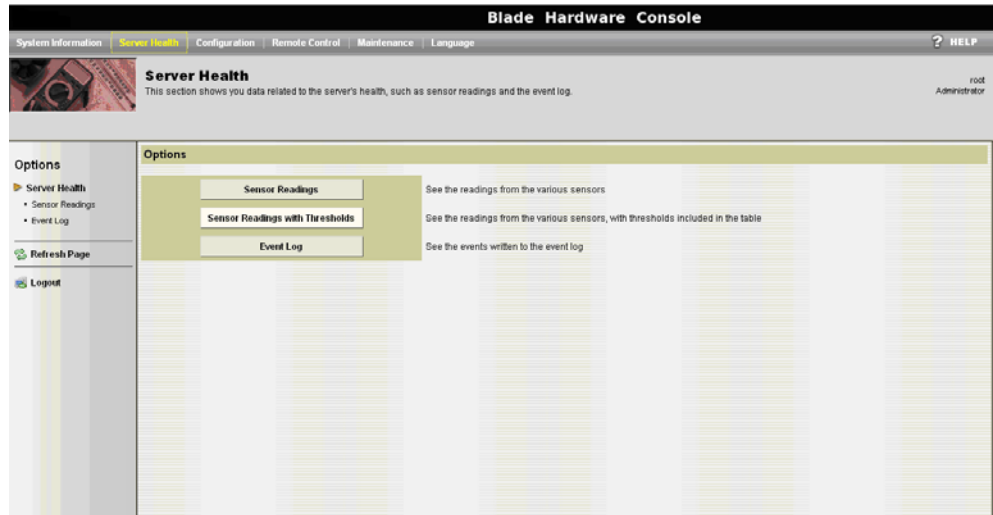 Blade Hardware Console
System Information | Server Health | Configuration | Remote Control | Maintenance | Language
? HELP
Server Health
This section shows you data related to the server's health, such as sensor readings and the event log.
root
Administrator
Options
Server Health
• Sensor Readings
• Event Log
Refresh Page
Logout
Options
Sensor Readings
See the readings from the various sensors
Sensor Readings with Thresholds
See the readings from the various sensors, with thresholds included in the table
Event Log
See the events written to the event log